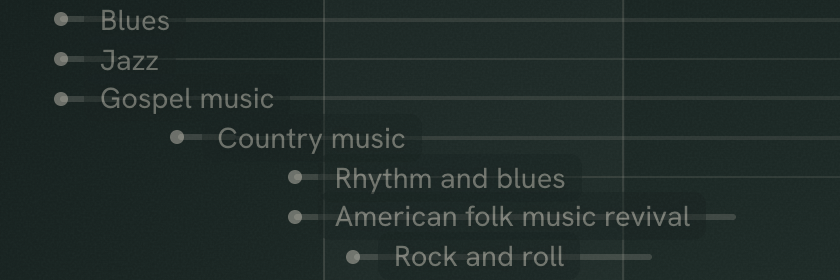 Blues
Jazz
Gospel music
Country music
Rhythm and blues
American folk music revival
Rock and roll